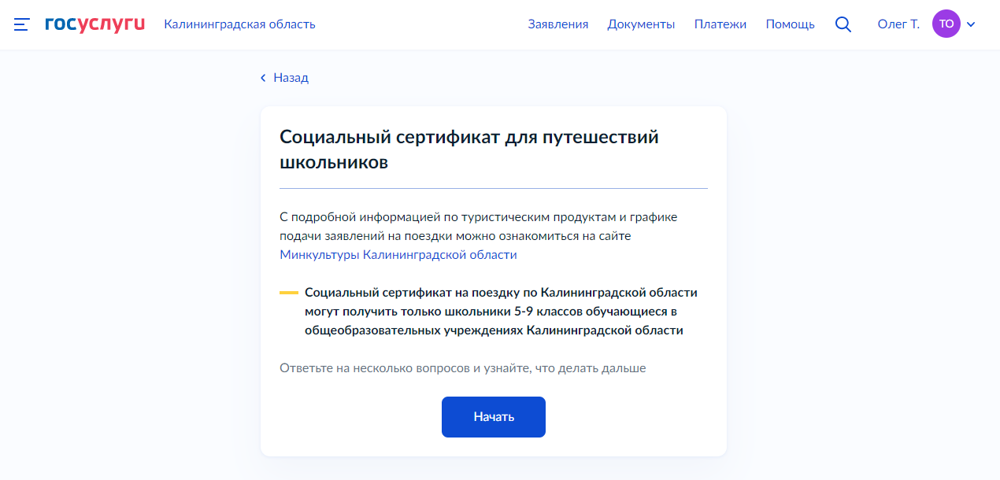 госуслуги Калининградская область Заявления Документы Платежи Помощь Олег Т. ТО
Назад
Социальный сертификат для путешествий
школьников
С подробной информацией по туристическим продуктам и графике
подачи заявлений на поездки можно ознакомиться на сайте
Минкультуры Калининградской области
Социальный сертификат на поездку по Калининградской области
могут получить только школьники 5-9 классов обучающиеся в
общеобразовательных учреждениях Калининградской области
Ответьте на несколько вопросов и узнайте, что делать дальше
Начать